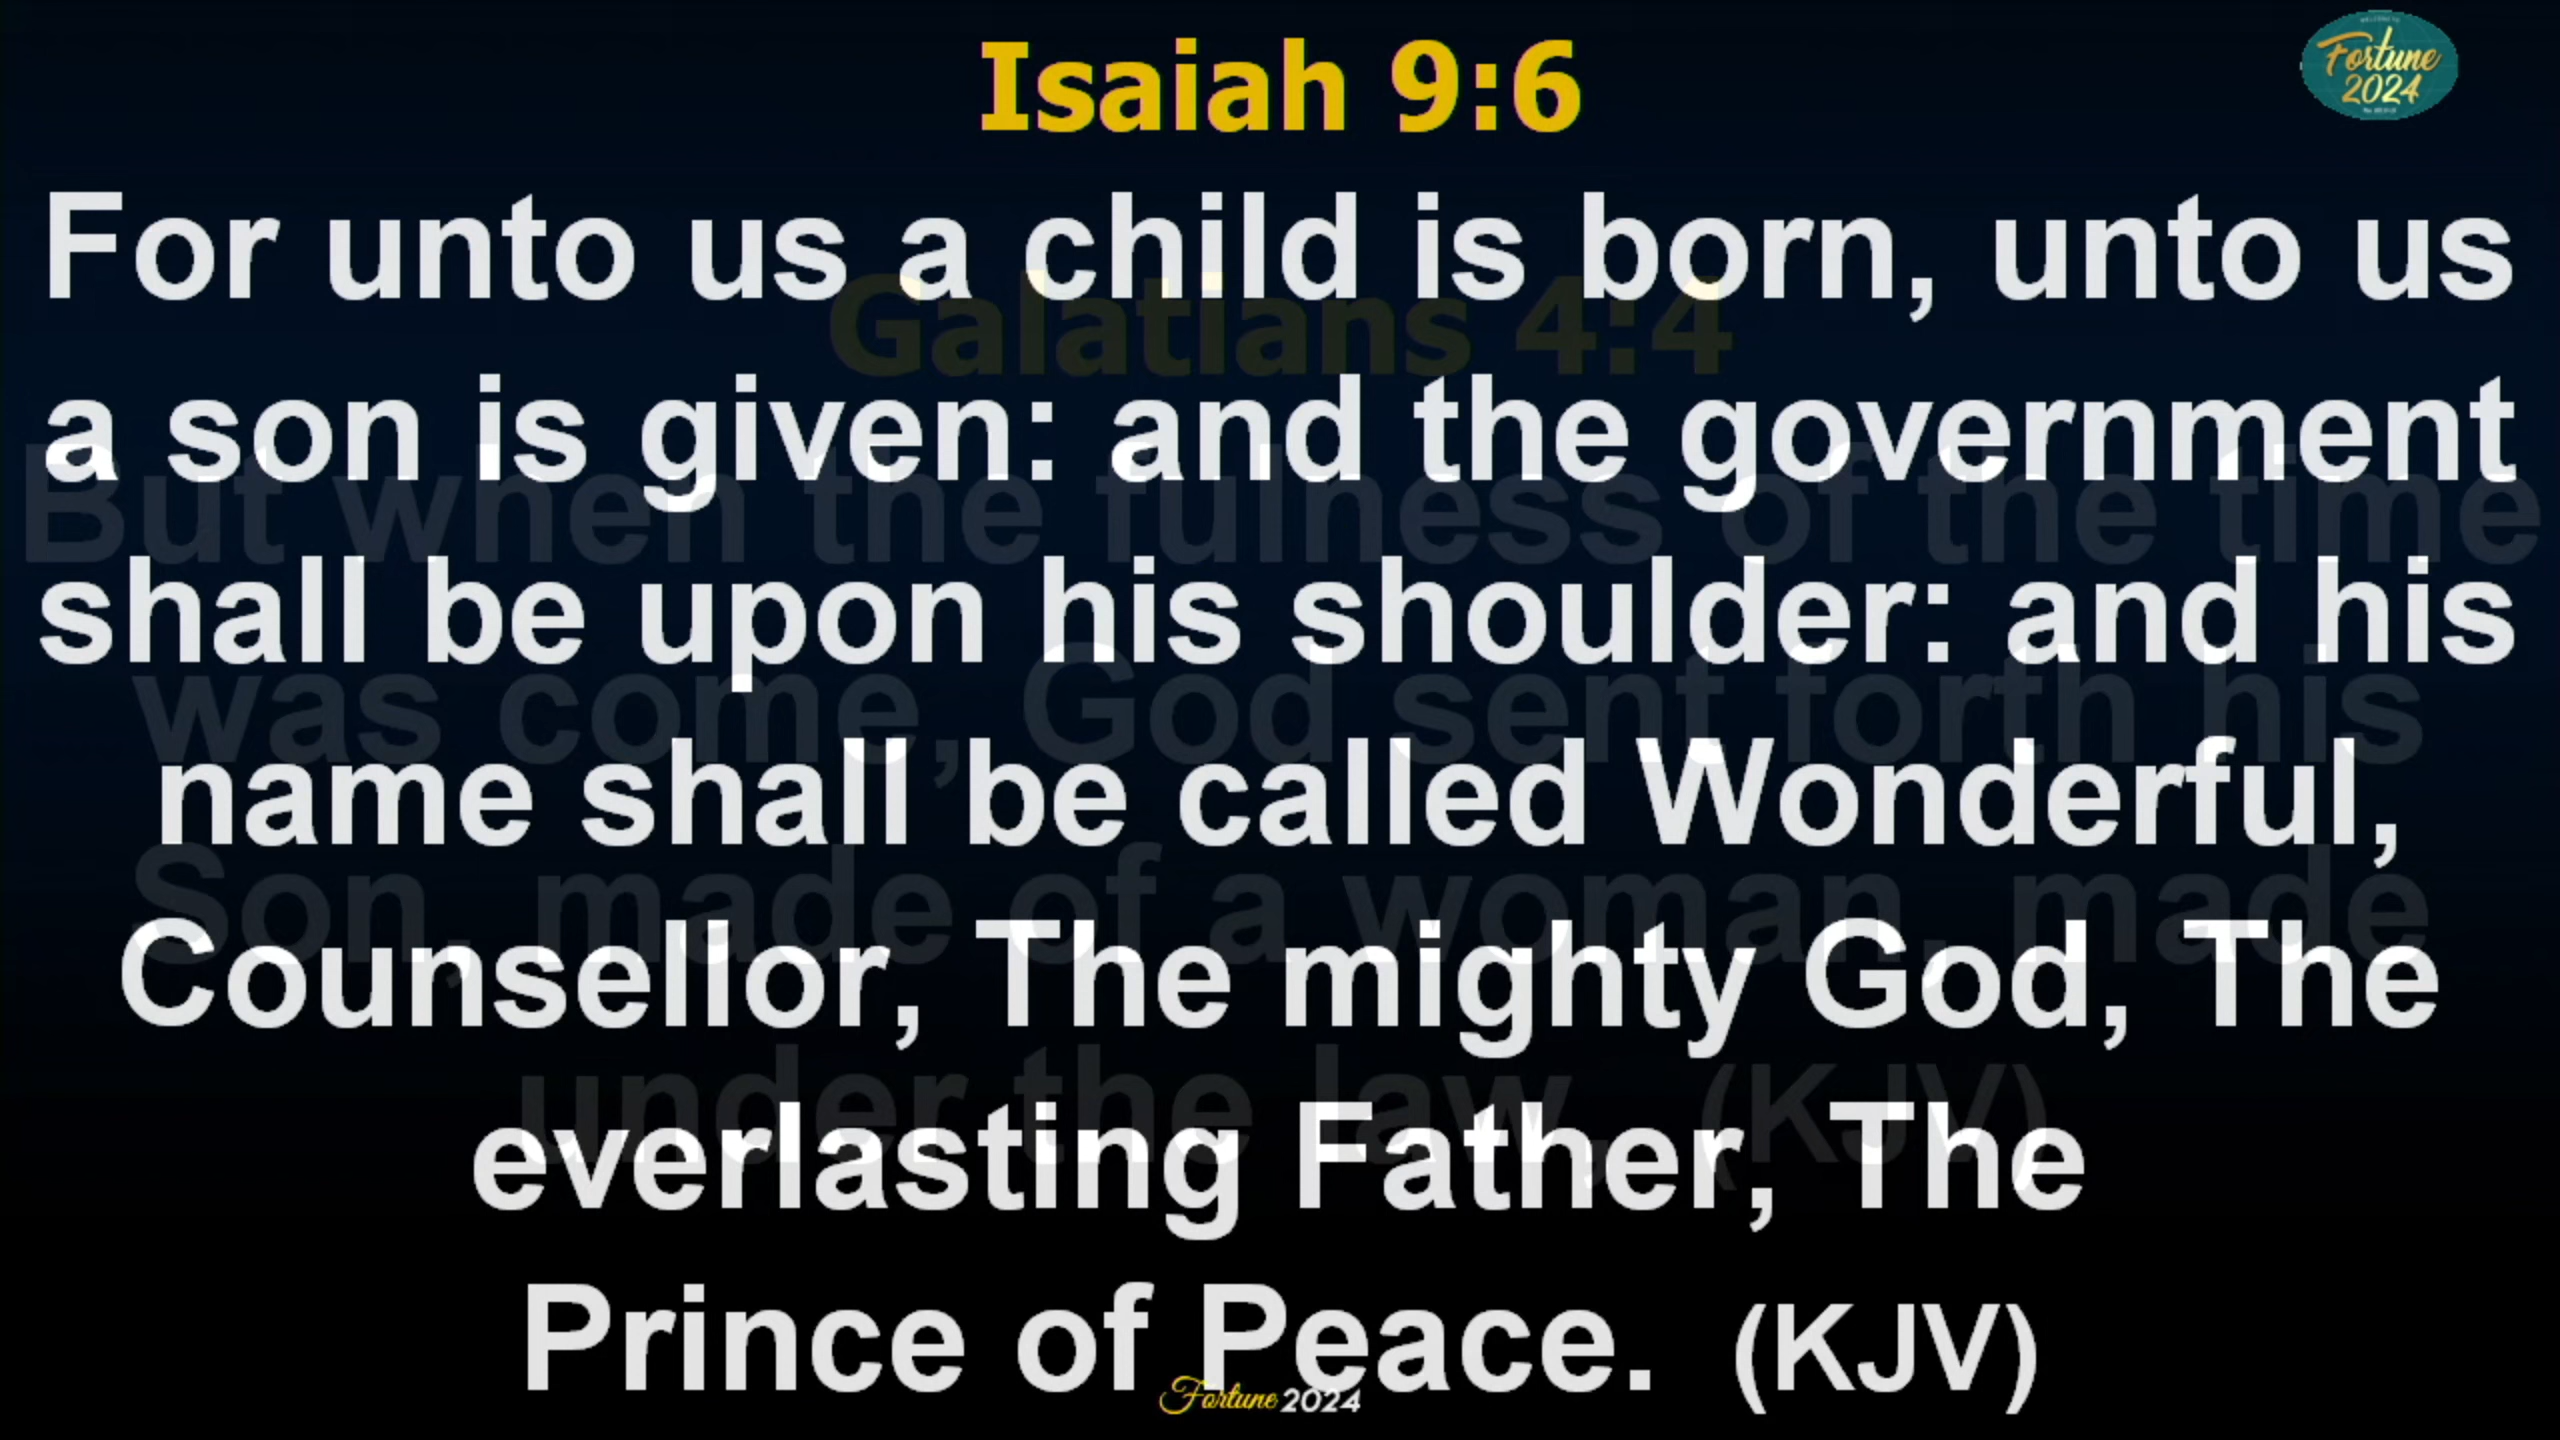 Isaiah 9:6
Fortune
2024
For unto us a child is born, unto us
Galatians 4:4
a son is given: and the government
But when the fulness of the time
shall be upon his shoulder: and his
was come, God sent forth his
name shall be called Wonderful,
Son, made of a woman, made
Counsellor, The mighty God, The
under the law, (KJV)
everlasting Father, The
Prince of Peace. (KJV)
Fortune 2024